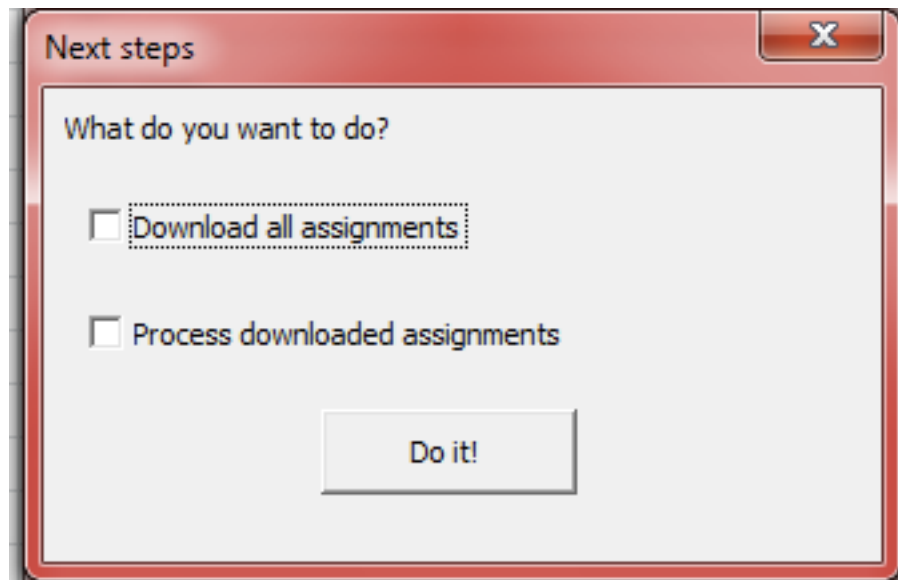 Next steps
What do you want to do?
Download all assignments
Process downloaded assignments
Do it!